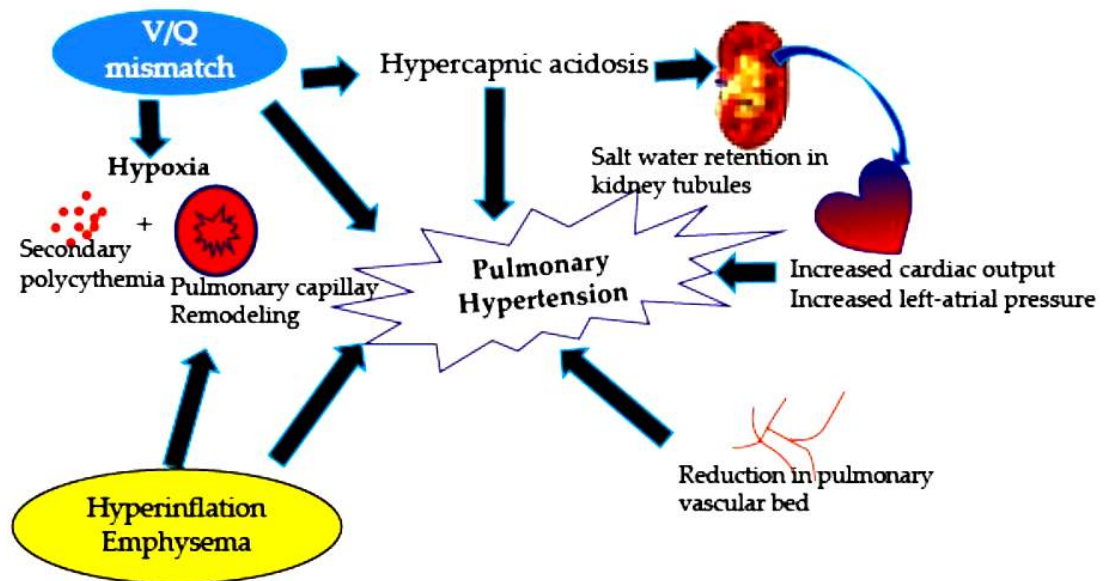 V/Q
mismatch
Hypercapnic acidosis
Hypoxia
Salt water retention in
kidney tubules
+
Secondary
polycythemia
Pulmonary capillay
Remodeling
Pulmonary
Hypertension
Increased cardiac output
Increased left-atrial pressure
Reduction in pulmonary
vascular bed
Hyperinflation
Emphysema